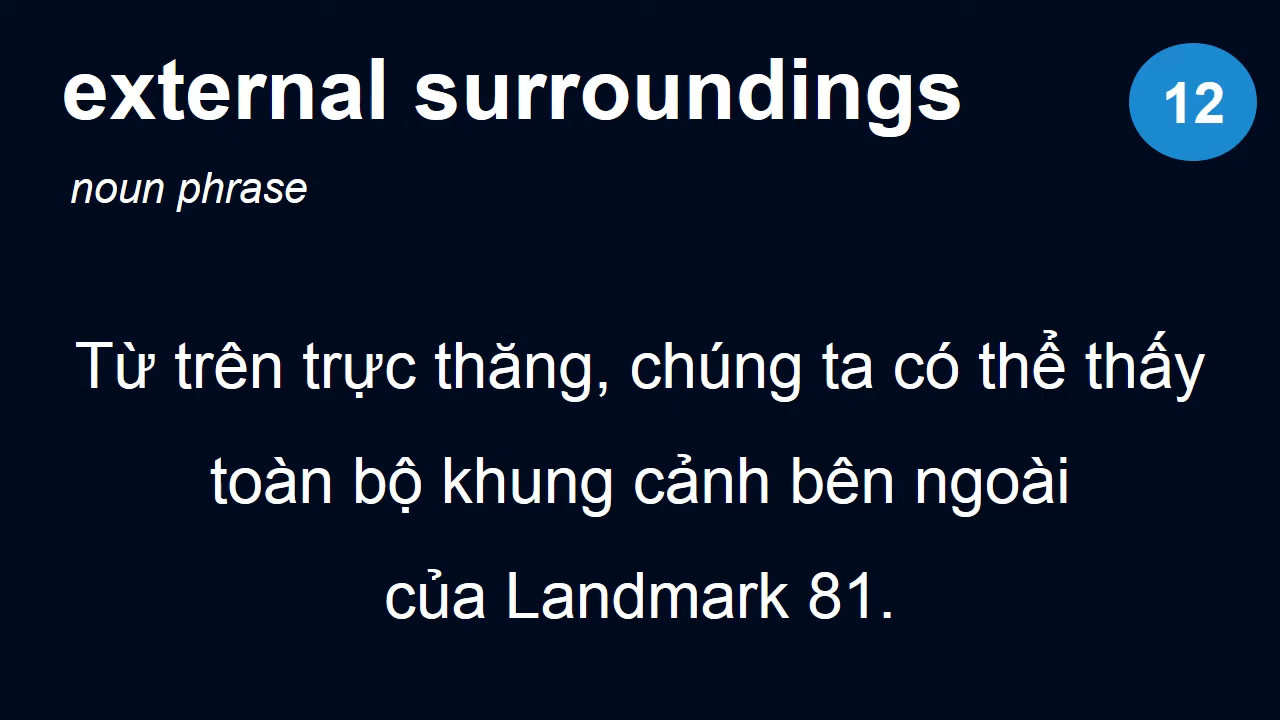 external surroundings
12
noun phrase
Từ trên trực thăng, chúng ta có thể thấy
toàn bộ khung cảnh bên ngoài
của Landmark 81.